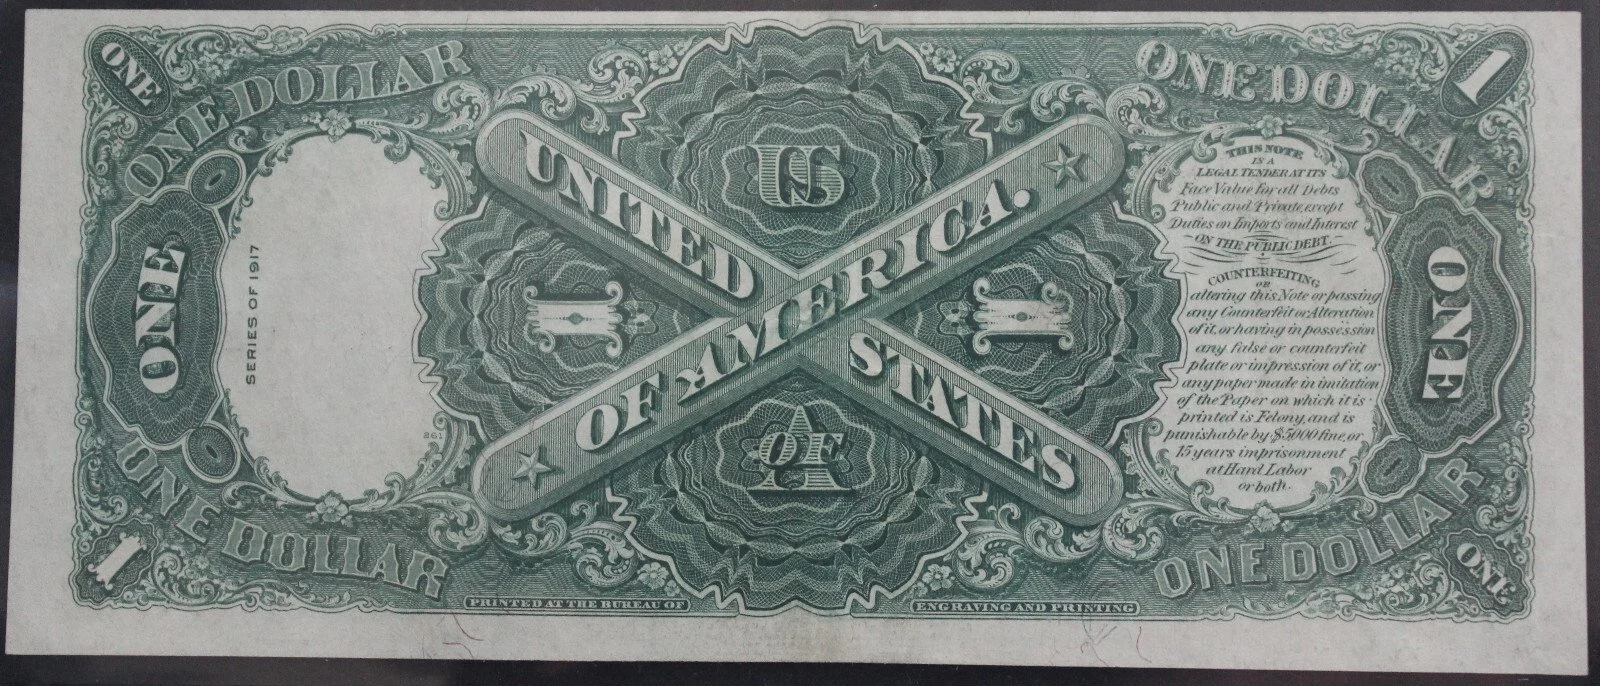 ONE
ONE DOLLAR
ONE DOLLAR
1
US
UNITED
STATES
OF AMERICA.
ONE
SERIES OF 1917
1
1
THIS NOTE
IS A
LEGAL TENDER AT ITS
Face Value for all Debts
Public and Private, except
Duties on Imports and Interest
ON THE PUBLIC DEBT.
COUNTERFEITING
OR
altering this Note or passing
any Counterfeit or Alteration
of it, or having in possession
any false or counterfeit
plate or impression of it, or
any paper made in imitation
of the Paper on which it is
printed is Felony, and is
punishable by $5000 fine, or
15 years imprisonment
at Hard Labor
or both.
ONE
261
OF A
1
ONE DOLLAR
ONE DOLLAR
ONE
PRINTED AT THE BUREAU OF
ENGRAVING AND PRINTING